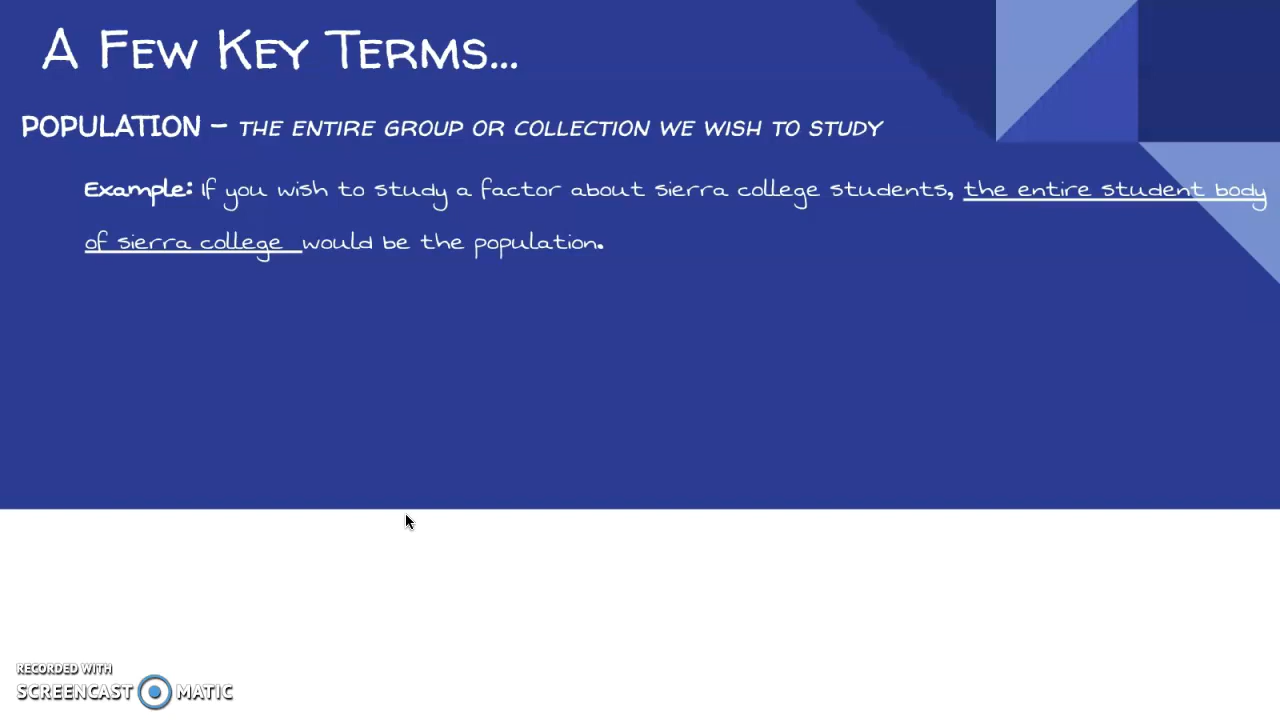 A Few Key Terms...
POPULATION - THE ENTIRE GROUP OR COLLECTION WE WISH TO STUDY
Example: If you wish to study a factor about sierra college students, the entire student body
of sierra college would be the population.
RECORDED WITH
SCREENCAST MATIC